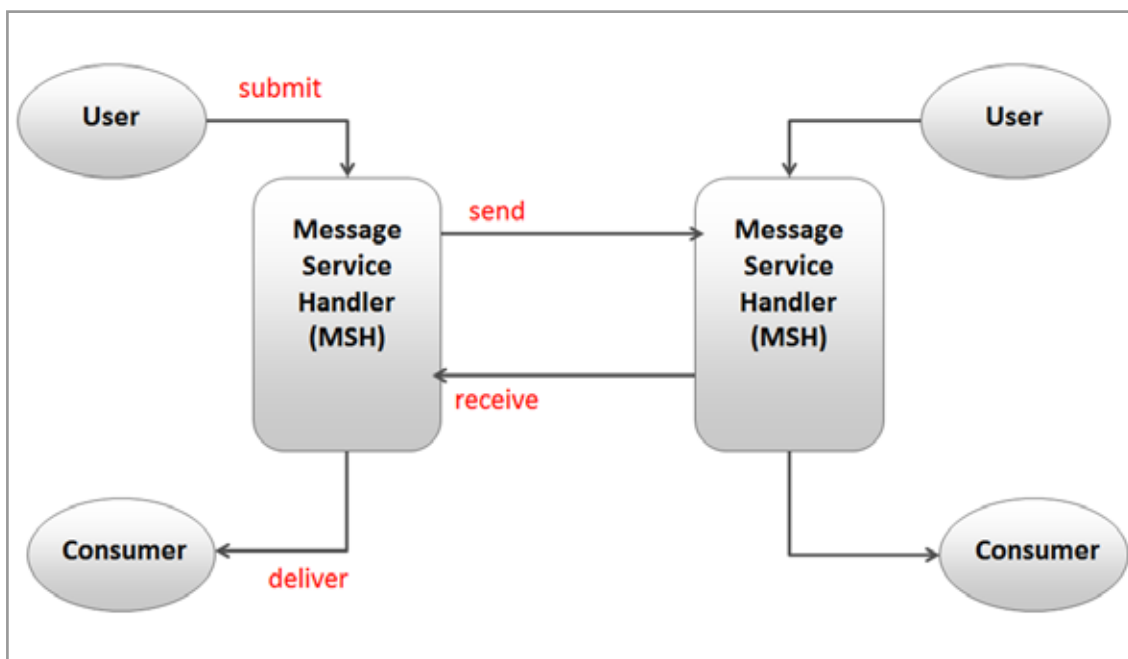 submit
User
User
send
Message
Service
Handler
(MSH)
Message
Service
Handler
(MSH)
receive
Consumer
Consumer
deliver